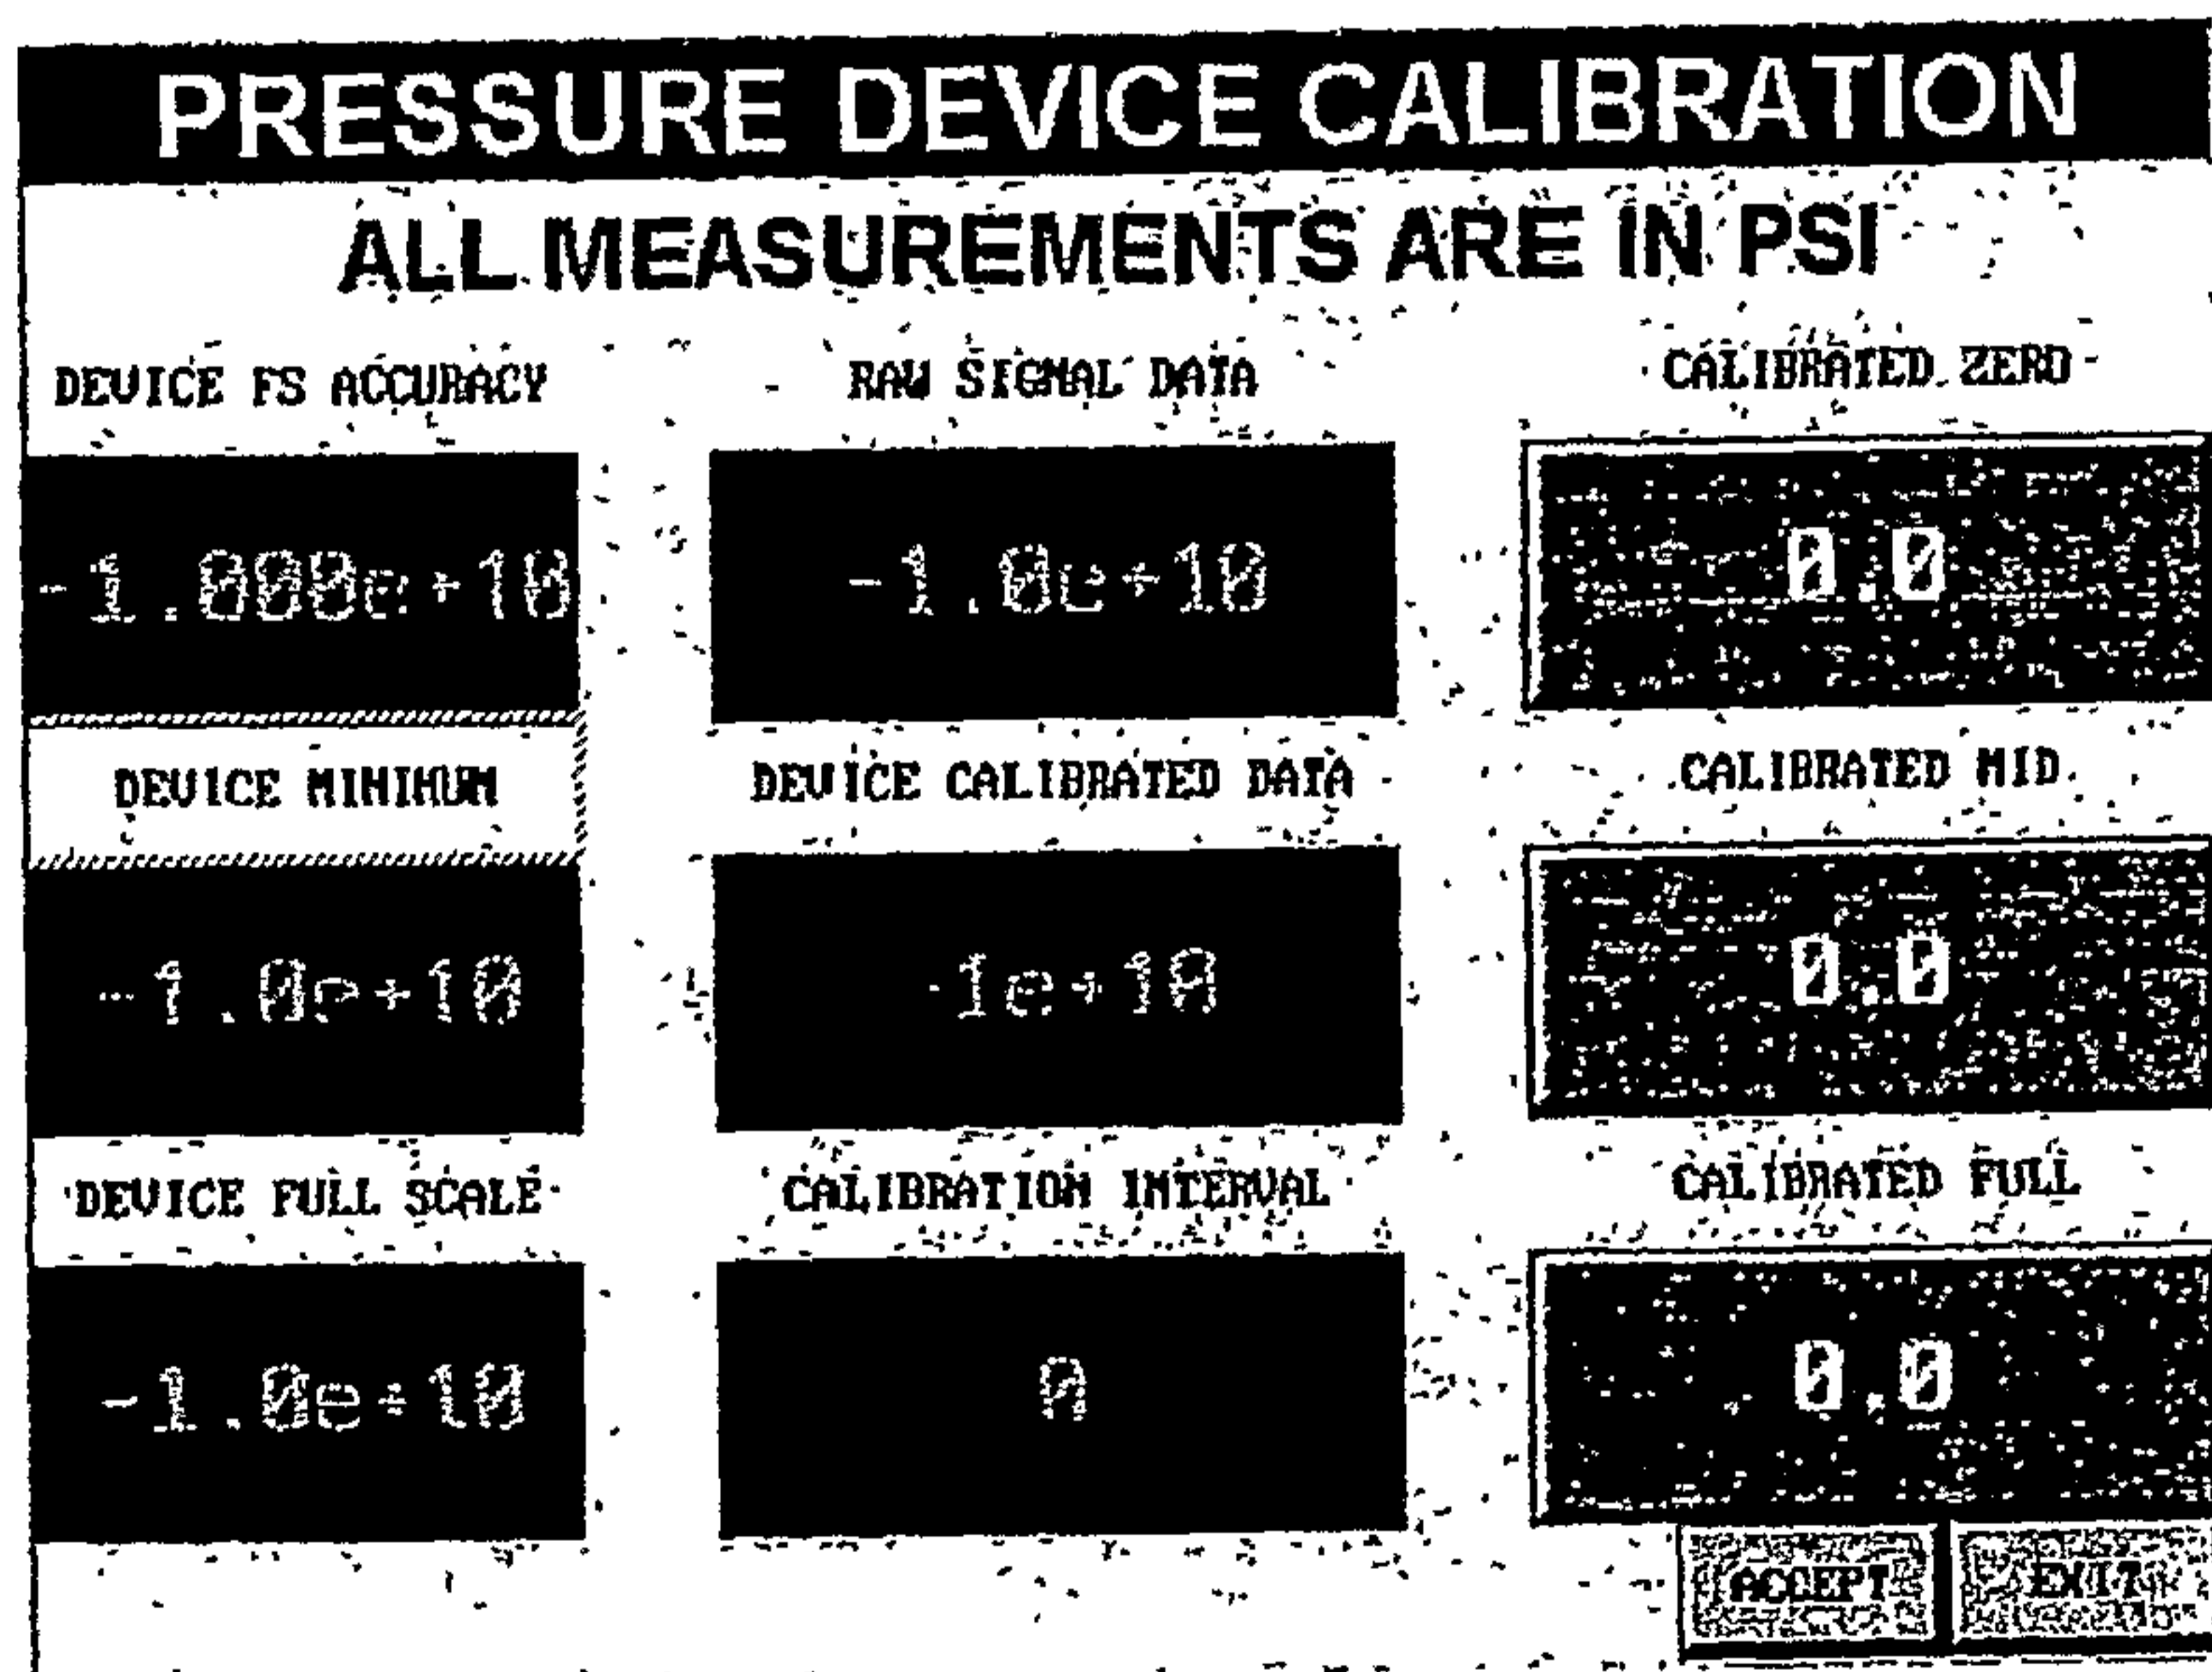 PRESSURE DEVICE CALIBRATION
ALL MEASUREMENTS ARE IN PSI
DEVICE FS ACCURACY RAW SIGNAL DATA CALIBRATED ZERO
-1.000e+10 -1.0e+10 0.0
DEVICE MINIMUM DEVICE CALIBRATED DATA CALIBRATED MID
-1.0e+10 -1e+10 0.0
DEVICE FULL SCALE CALIBRATION INTERVAL CALIBRATED FULL
-1.0e+10 0 0.0
ACCEPT EXIT